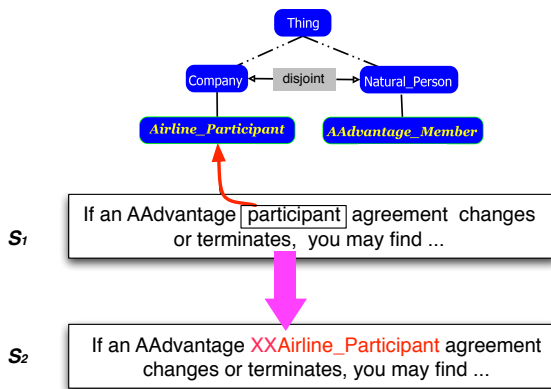 Thing
Company
disjoint
Natural_Person
Airline_Participant
AAdvantage_Member
S1
If an AAdvantage participant agreement changes
or terminates, you may find ...
S2
If an AAdvantage XXAirline_Participant agreement
changes or terminates, you may find ...